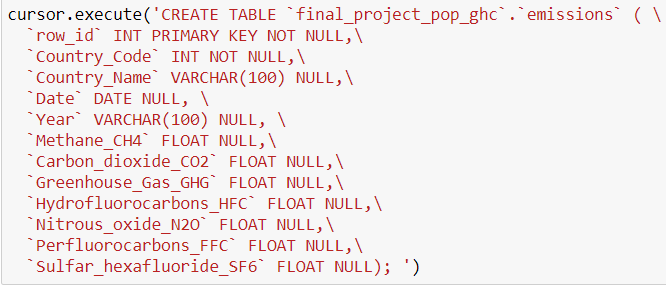 cursor.execute('CREATE TABLE `final_project_pop_ghc`.`emissions` ( \
  `row_id` INT PRIMARY KEY NOT NULL,\
  `Country_Code` INT NOT NULL,\
  `Country_Name` VARCHAR(100) NULL,\
  `Date` DATE NULL, \
  `Year` VARCHAR(100) NULL, \
  `Methane_CH4` FLOAT NULL,\
  `Carbon_dioxide_CO2` FLOAT NULL,\
  `Greenhouse_Gas_GHG` FLOAT NULL,\
  `Hydrofluorocarbons_HFC` FLOAT NULL,\
  `Nitrous_oxide_N2O` FLOAT NULL,\
  `Perfluorocarbons_FFC` FLOAT NULL,\
  `Sulfar_hexafluoride_SF6` FLOAT NULL); ')